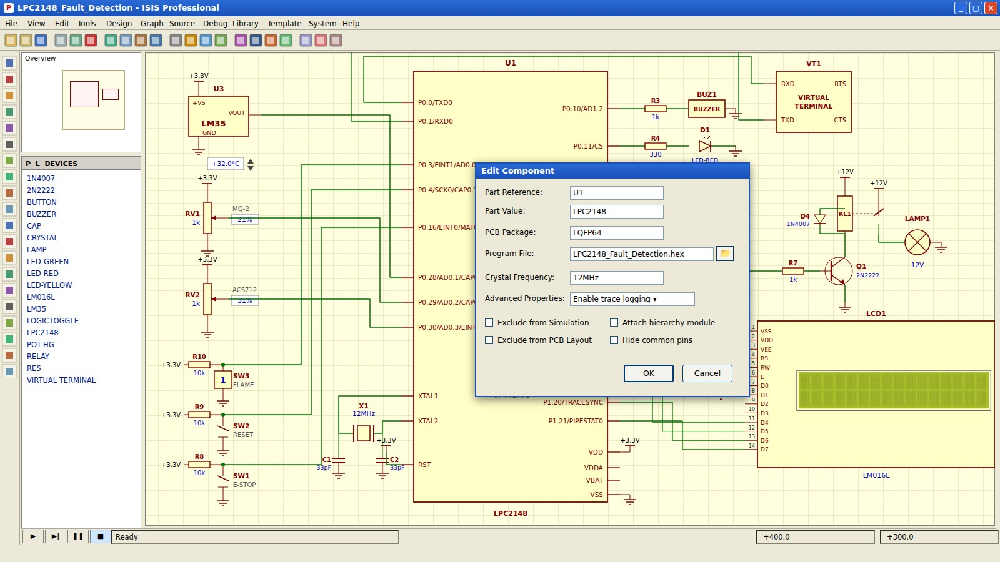 P LPC2148_Fault_Detection - ISIS Professional
File View Edit Tools Design Graph Source Debug Library Template System Help
Overview
P L DEVICES
1N4007
2N2222
BUTTON
BUZZER
CAP
CRYSTAL
LAMP
LED-GREEN
LED-RED
LED-YELLOW
LM016L
LM35
LOGICTOGGLE
LPC2148
POT-HG
RELAY
RES
VIRTUAL TERMINAL
+3.3V
U3
+VS
VOUT
LM35
GND
+32.0°C
+3.3V
RV1
1k
MQ-2
21%
+3.3V
RV2
1k
ACS712
31%
R10
+3.3V
10k
1
SW3
FLAME
R9
+3.3V
10k
SW2
RESET
R8
+3.3V
10k
SW1
E-STOP
X1
12MHz
+3.3V
C1
33pF
C2
33pF
U1
P0.0/TXD0
P0.1/RXD0
P0.3/EINT1/AD0.0
P0.4/SCK0/CAP0.1
P0.16/EINT0/MAT0
P0.28/AD0.1/CAP0
P0.29/AD0.2/CAP0
P0.30/AD0.3/EINT
XTAL1
XTAL2
RST
P0.10/AD1.2
P0.11/CS
P1.20/TRACESYNC
P1.21/PIPESTAT0
VDD
VDDA
VBAT
VSS
LPC2148
+3.3V
R3
1k
BUZ1
BUZZER
R4
330
D1
LED-RED
VT1
RXD
RTS
VIRTUAL
TERMINAL
TXD
CTS
+12V
+12V
D4
1N4007
RL1
LAMP1
12V
R7
1k
Q1
2N2222
LCD1
1 VSS
2 VDD
3 VEE
4 RS
5 RW
6 E
7 D0
8 D1
9 D2
10 D3
11 D4
12 D5
13 D6
14 D7
LM016L
Edit Component
Part Reference: U1
Part Value: LPC2148
PCB Package: LQFP64
Program File: LPC2148_Fault_Detection.hex
Crystal Frequency: 12MHz
Advanced Properties: Enable trace logging ▾
Exclude from Simulation
Attach hierarchy module
Exclude from PCB Layout
Hide common pins
OK
Cancel
Ready
+400.0
+300.0